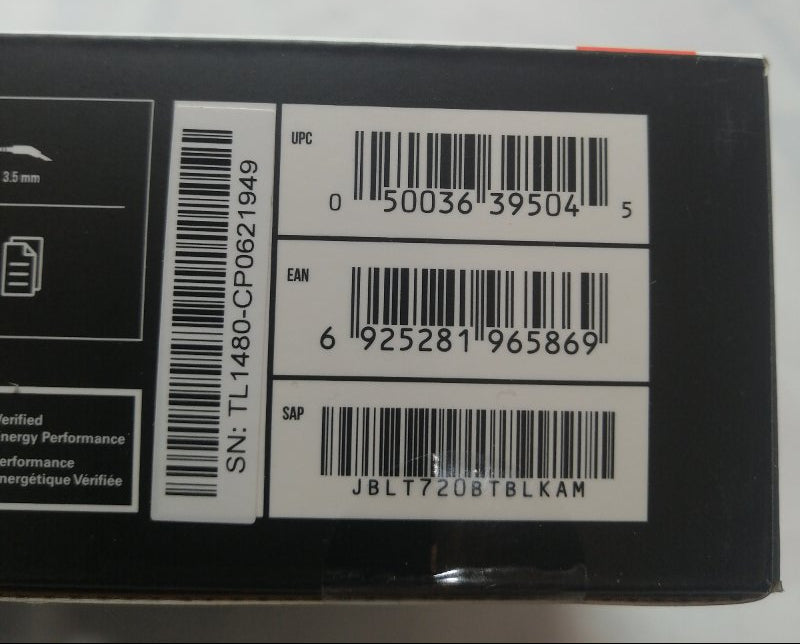 3.5 mm
Verified
Energy Performance
Performance
Energétique Vérifiée
SN: TL1480-CP0621949
UPC
0 50036 39504 5
EAN
6 925281 965869
SAP
JBLT720BTBLKAM